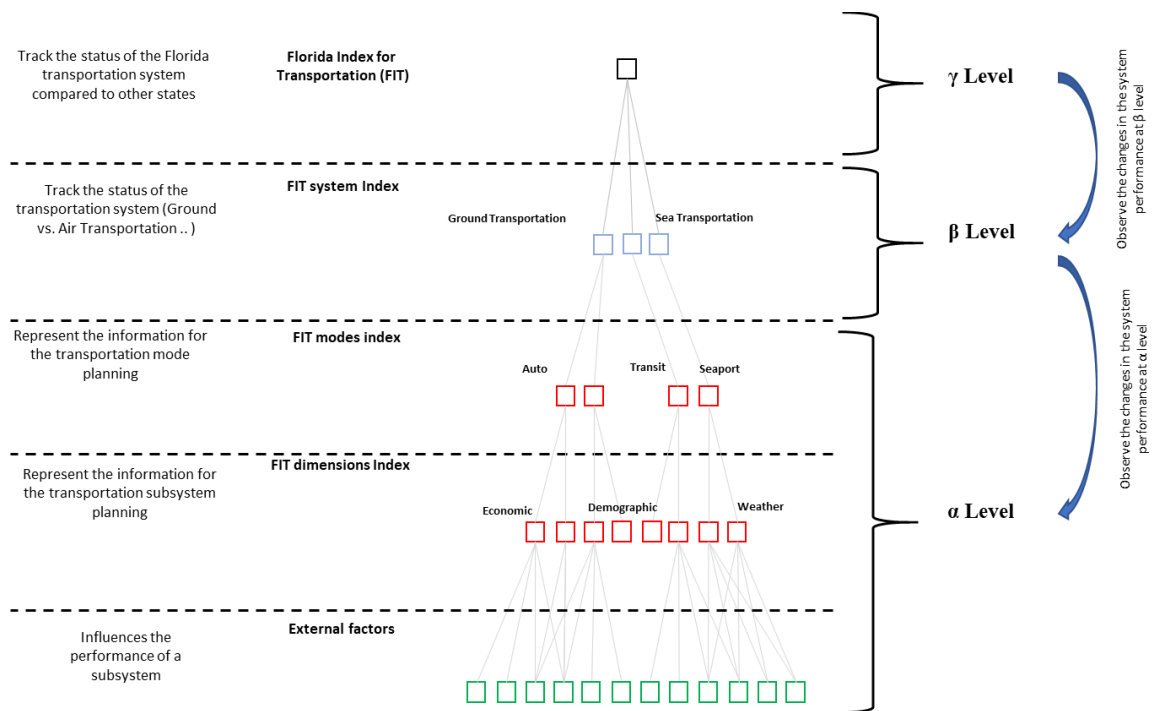 Track the status of the Florida
transportation system
compared to other states
Florida Index for
Transportation (FIT)
γ Level
Observe the changes in the system
performance at β level
Track the status of the
transportation system (Ground
vs. Air Transportation .. )
FIT system Index
Ground Transportation
Sea Transportation
β Level
Represent the information for
the transportation mode
planning
FIT modes index
Auto
Transit
Seaport
Observe the changes in the system
performance at α level
Represent the information for
the transportation subsystem
planning
FIT dimensions Index
Economic
Demographic
Weather
α Level
Influences the
performance of a
subsystem
External factors